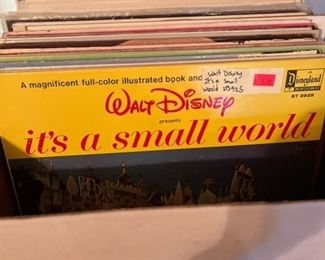 A magnificent full-color illustrated book and
Walt Disney
It's a Small
World
Disneyland
ST 3925
WALT DISNEY
presents
it's a small world